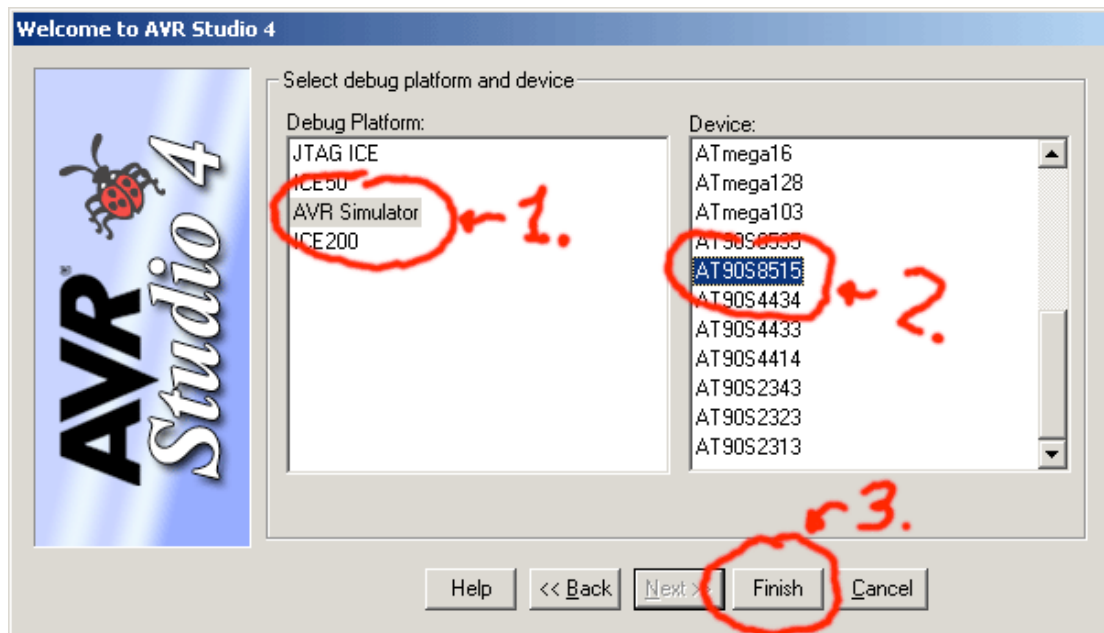 Welcome to AVR Studio 4
AVR®
Studio 4
Select debug platform and device
Debug Platform:
JTAG ICE
ICE50
AVR Simulator
ICE200
1.
Device:
ATmega16
ATmega128
ATmega103
AT90S8535
AT90S8515
AT90S4434
AT90S4433
AT90S4414
AT90S2343
AT90S2323
AT90S2313
2.
3.
Help
<< Back
Next >>
Finish
Cancel